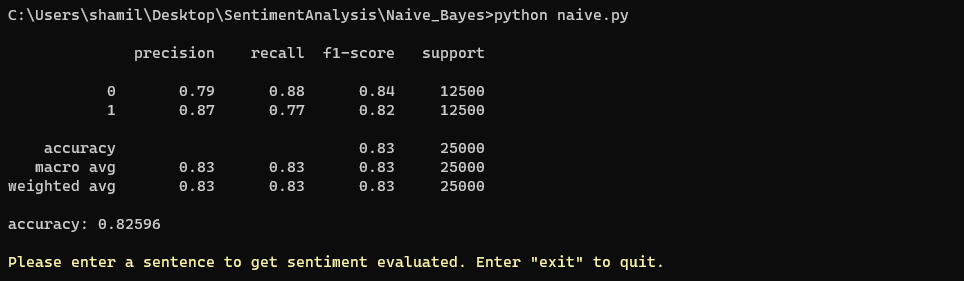 C:\Users\shamil\Desktop\SentimentAnalysis\Naive_Bayes>python naive.py
precision recall f1-score support
0 0.79 0.88 0.84 12500
1 0.87 0.77 0.82 12500
accuracy 0.83 25000
macro avg 0.83 0.83 0.83 25000
weighted avg 0.83 0.83 0.83 25000
accuracy: 0.82596
Please enter a sentence to get sentiment evaluated. Enter "exit" to quit.